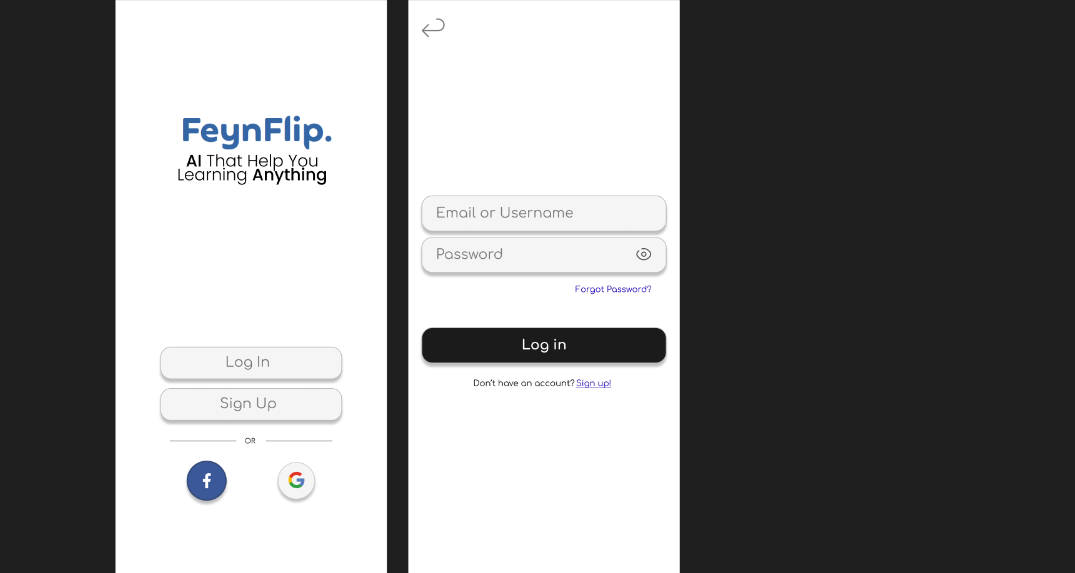 FeynFlip.
AI That Help You
Learning Anything
Log In
Sign Up
OR
Email or Username
Password
Forgot Password?
Log in
Don't have an account? Sign up!